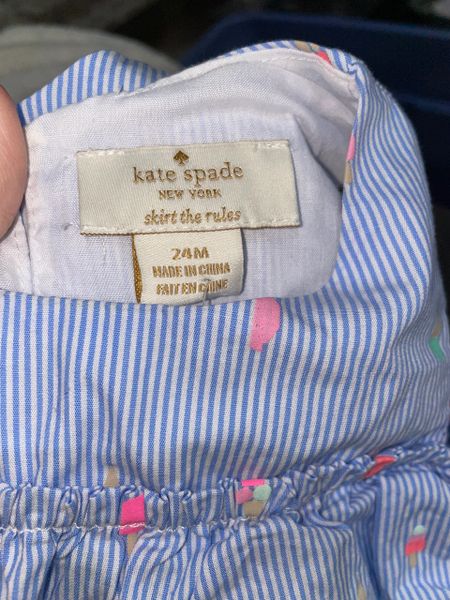 kate spade
NEW YORK
skirt the rules
24M
MADE IN CHINA
FAIT EN CHINE